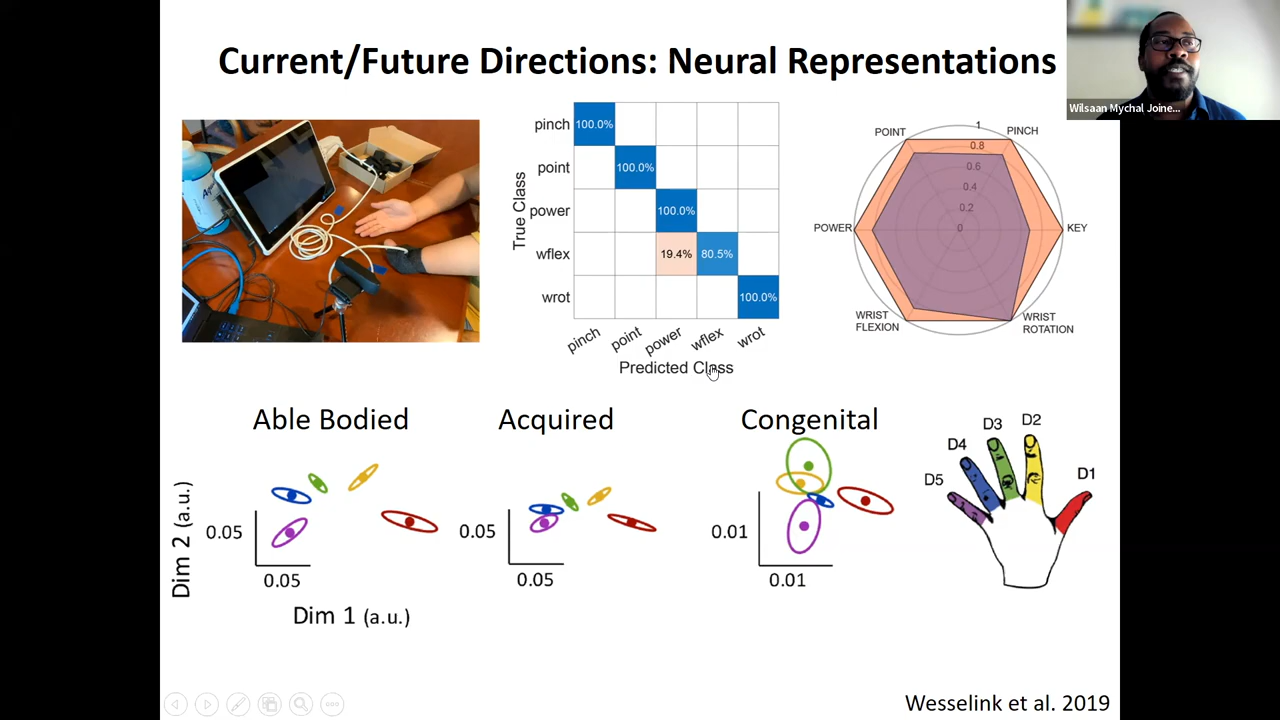 Current/Future Directions: Neural Representations
Wilsaan Mychal Joine...
pinch
point
power
wflex
wrot
True Class
100.0%
100.0%
100.0%
19.4%
80.5%
100.0%
pinch
point
power
wflex
wrot
Predicted Class
POINT
PINCH
POWER
KEY
WRIST
FLEXION
WRIST
ROTATION
1
0.8
0.6
0.4
0.2
0
Able Bodied
Acquired
Congenital
Dim 2 (a.u.)
0.05
0.05
Dim 1 (a.u.)
0.05
0.05
0.01
0.01
D5
D4
D3
D2
D1
Wesselink et al. 2019